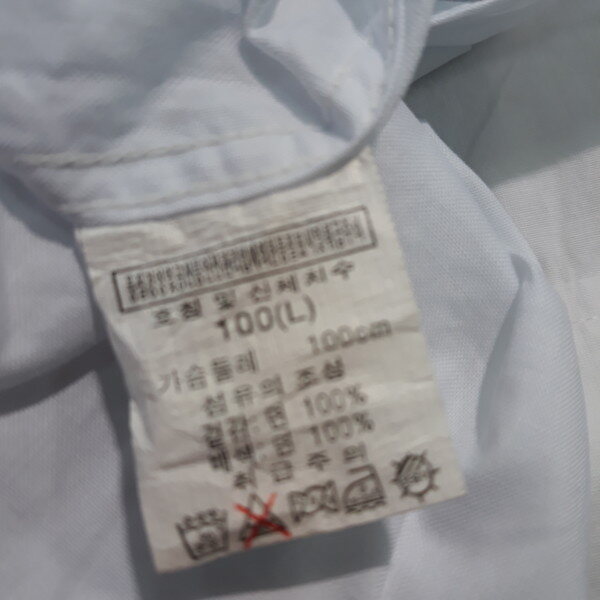 호칭 및 신체치수
100(L)
가슴둘레 100cm
섬유의 조성
겉감:면 100%
배색:면 100%
취급주의